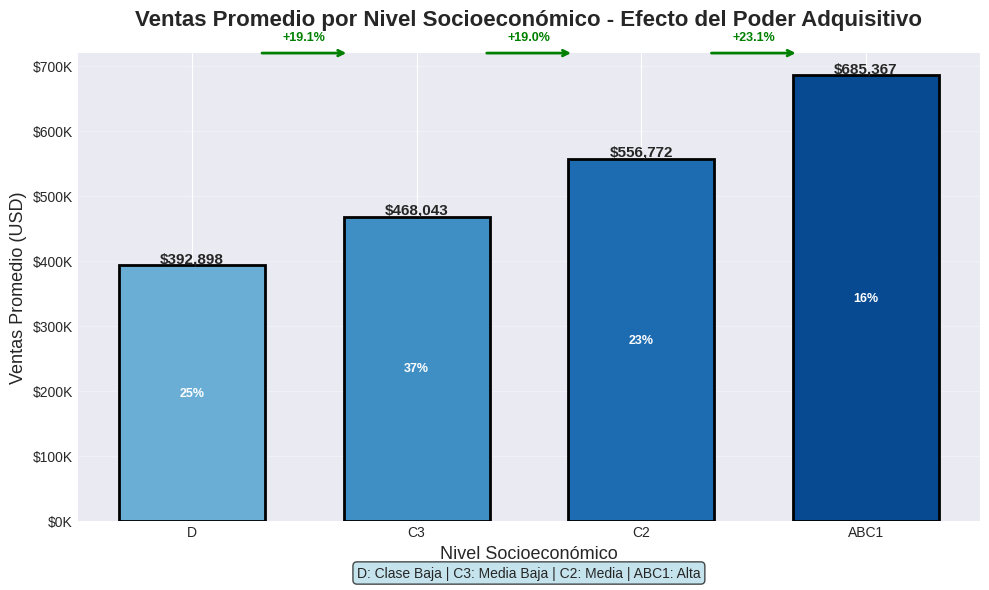 Ventas Promedio por Nivel Socioeconómico - Efecto del Poder Adquisitivo
+19.1% +19.0% +23.1%
$700K
$600K
$500K
$400K
$300K
$200K
$100K
$0K
Ventas Promedio (USD)
$392,898
$468,043
$556,772
$685,367
25%
37%
23%
16%
D C3 C2 ABC1
Nivel Socioeconómico
D: Clase Baja | C3: Media Baja | C2: Media | ABC1: Alta